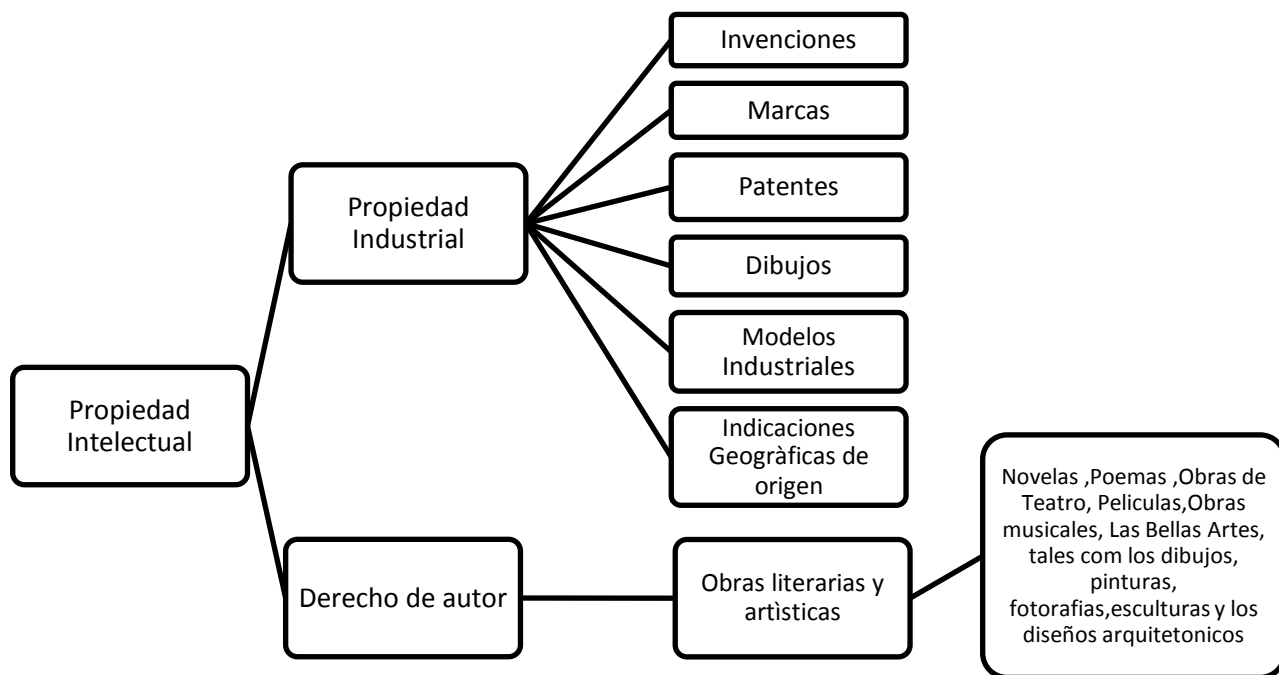 Invenciones
Marcas
Patentes
Dibujos
Modelos
Industriales
Indicaciones
Geogràficas de
origen
Propiedad
Industrial
Propiedad
Intelectual
Derecho de autor
Obras literarias y
artìsticas
Novelas ,Poemas ,Obras de
Teatro, Peliculas,Obras
musicales, Las Bellas Artes,
tales com los dibujos,
pinturas,
fotorafias,esculturas y los
diseños arquitetonicos